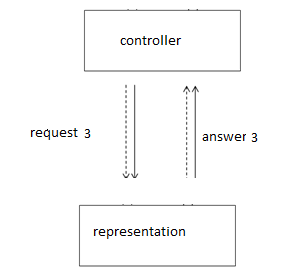 controller
request 3
answer 3
representation